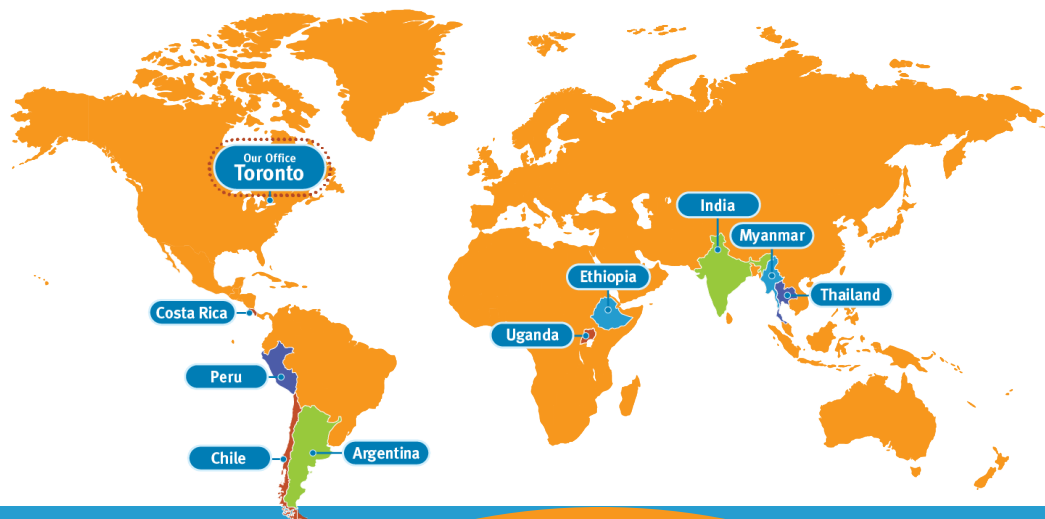 Our Office
Toronto
India
Myanmar
Ethiopia
Thailand
Costa Rica
Uganda
Peru
Chile
Argentina